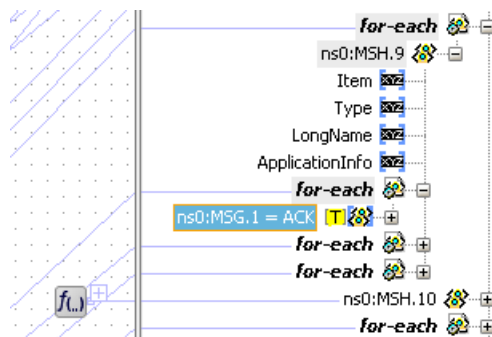 for-each
ns0:MSH.9
Item
Type
LongName
ApplicationInfo
for-each
ns0:MSG.1 = ACK [T]
for-each
for-each
f(..)
ns0:MSH.10
for-each